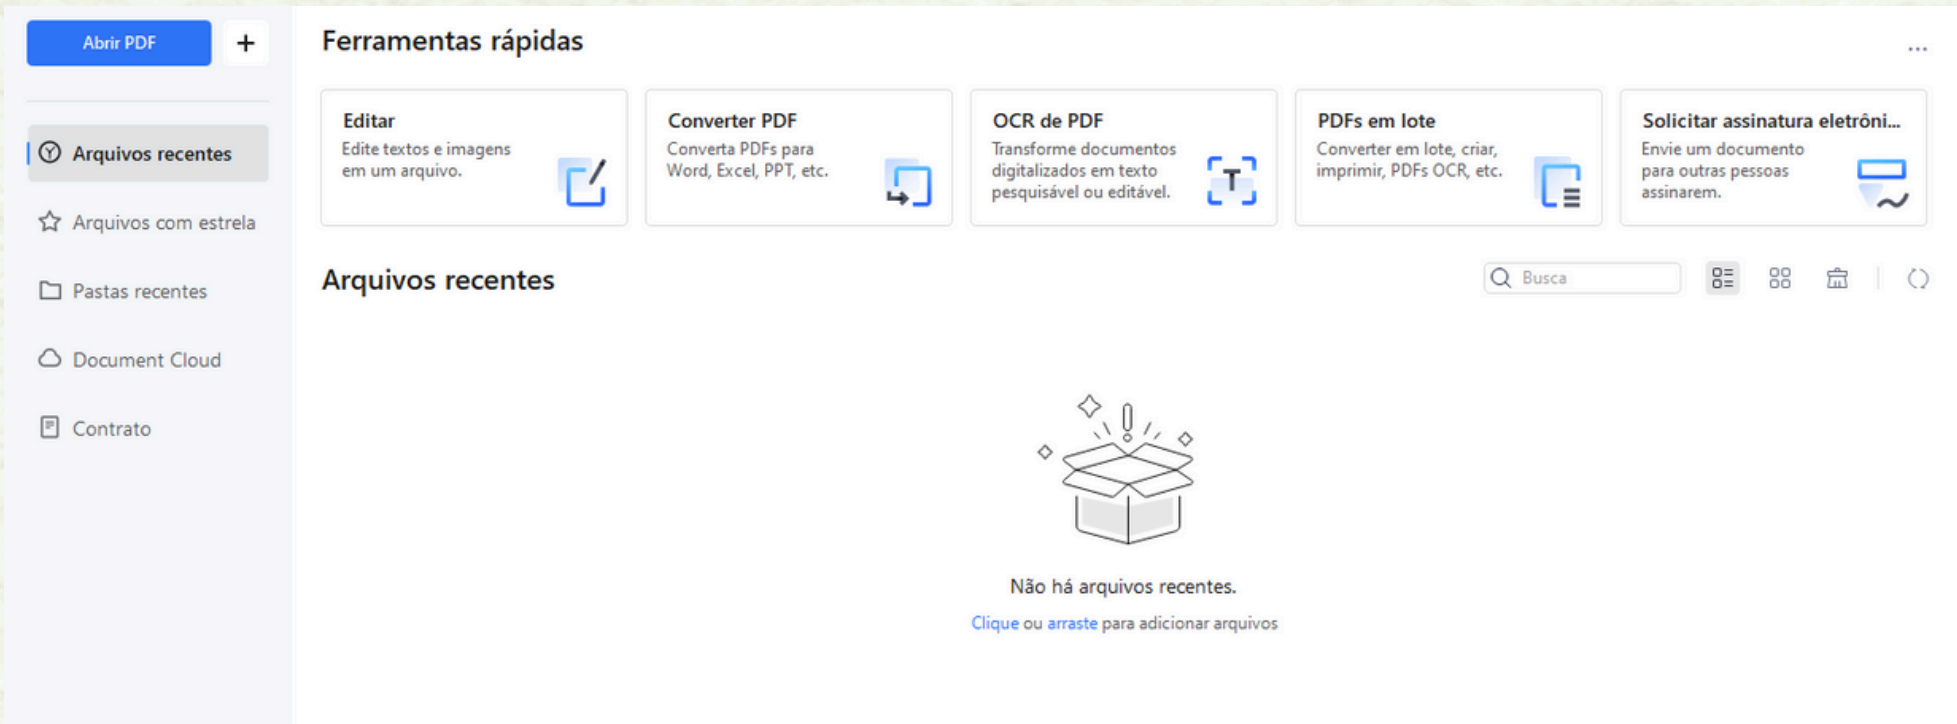 Abrir PDF
+
Arquivos recentes
Arquivos com estrela
Pastas recentes
Document Cloud
Contrato
Ferramentas rápidas
...
Editar
Edite textos e imagens
em um arquivo.
Converter PDF
Converta PDFs para
Word, Excel, PPT, etc.
OCR de PDF
Transforme documentos
digitalizados em texto
pesquisável ou editável.
T
PDFs em lote
Converter em lote, criar,
imprimir, PDFs OCR, etc.
Solicitar assinatura eletrôni...
Envie um documento
para outras pessoas
assinarem.
Arquivos recentes
Busca
Não há arquivos recentes.
Clique ou arraste para adicionar arquivos